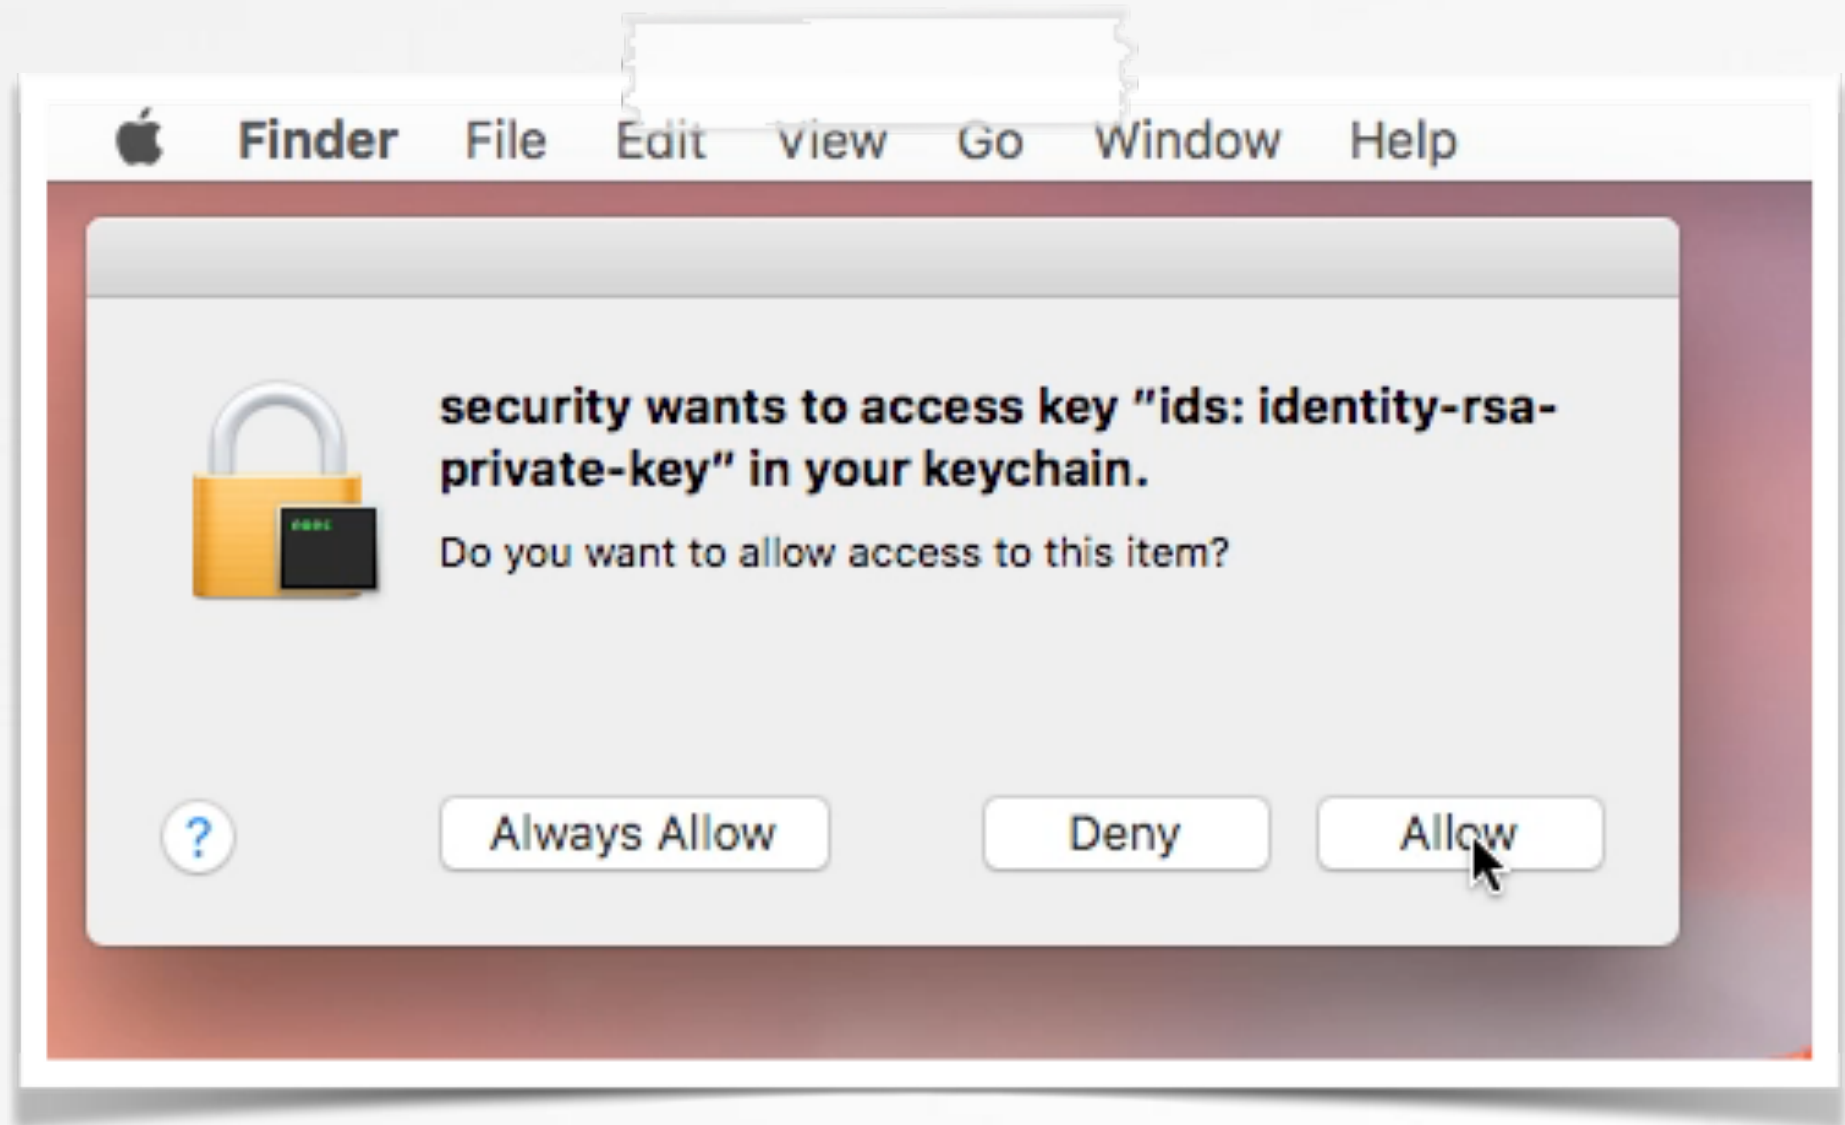 Finder File Edit View Go Window Help
security wants to access key "ids: identity-rsa-
private-key" in your keychain.
Do you want to allow access to this item?
? Always Allow Deny Allow